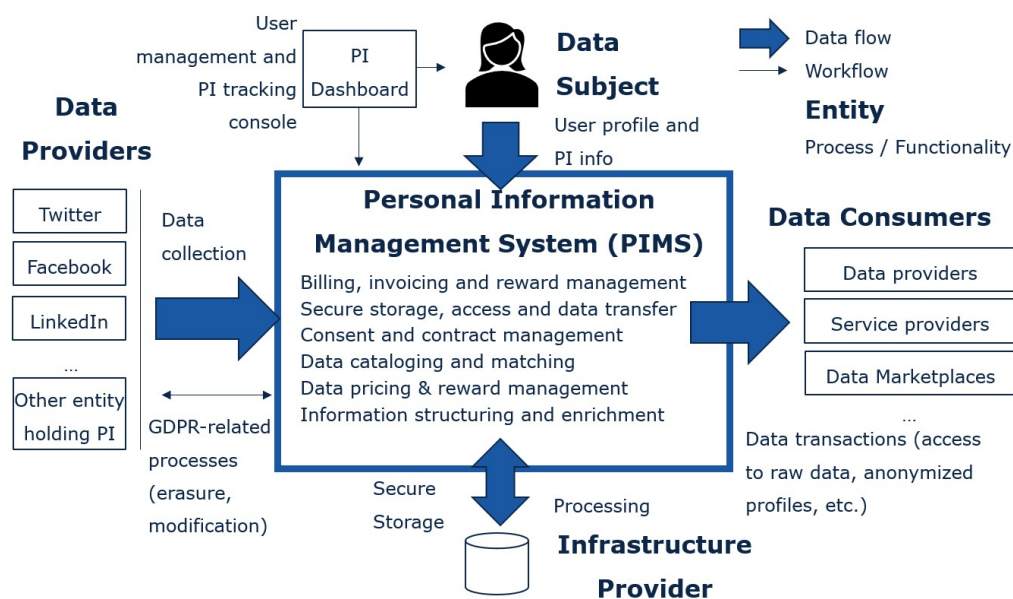 User
management and
PI tracking
console
PI
Dashboard
Data
Subject
User profile and
PI info
Data flow
Workflow
Entity
Process / Functionality
Data
Providers
Twitter
Facebook
LinkedIn
...
Other entity
holding PI
Data
collection
GDPR-related
processes
(erasure,
modification)
Personal Information
Management System (PIMS)
Billing, invoicing and reward management
Secure storage, access and data transfer
Consent and contract management
Data cataloging and matching
Data pricing & reward management
Information structuring and enrichment
Data Consumers
Data providers
Service providers
Data Marketplaces
...
Data transactions (access
to raw data, anonymized
profiles, etc.)
Secure
Storage
Processing
Infrastructure
Provider